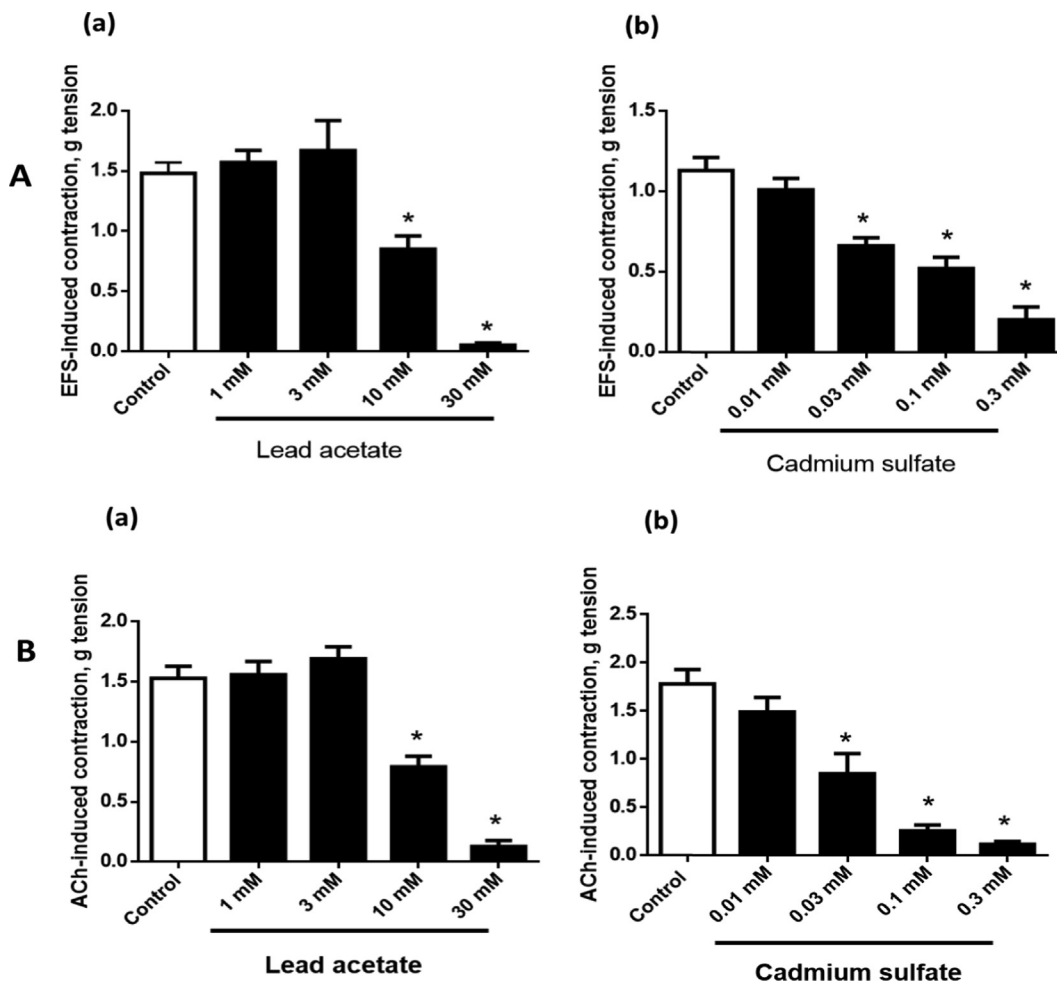 (a)
(b)
A
EFS-induced contraction, g tension
2.0
1.5
1.0
0.5
0.0
*
*
Control
1 mM
3 mM
10 mM
30 mM
Lead acetate
EFS-induced contraction, g tension
1.5
1.0
0.5
0.0
*
*
*
Control
0.01 mM
0.03 mM
0.1 mM
0.3 mM
Cadmium sulfate
(a)
(b)
B
ACh-induced contraction, g tension
2.0
1.5
1.0
0.5
0.0
*
*
Control
1 mM
3 mM
10 mM
30 mM
Lead acetate
ACh-induced contraction, g tension
2.5
2.0
1.5
1.0
0.5
0.0
*
*
*
Control
0.01 mM
0.03 mM
0.1 mM
0.3 mM
Cadmium sulfate